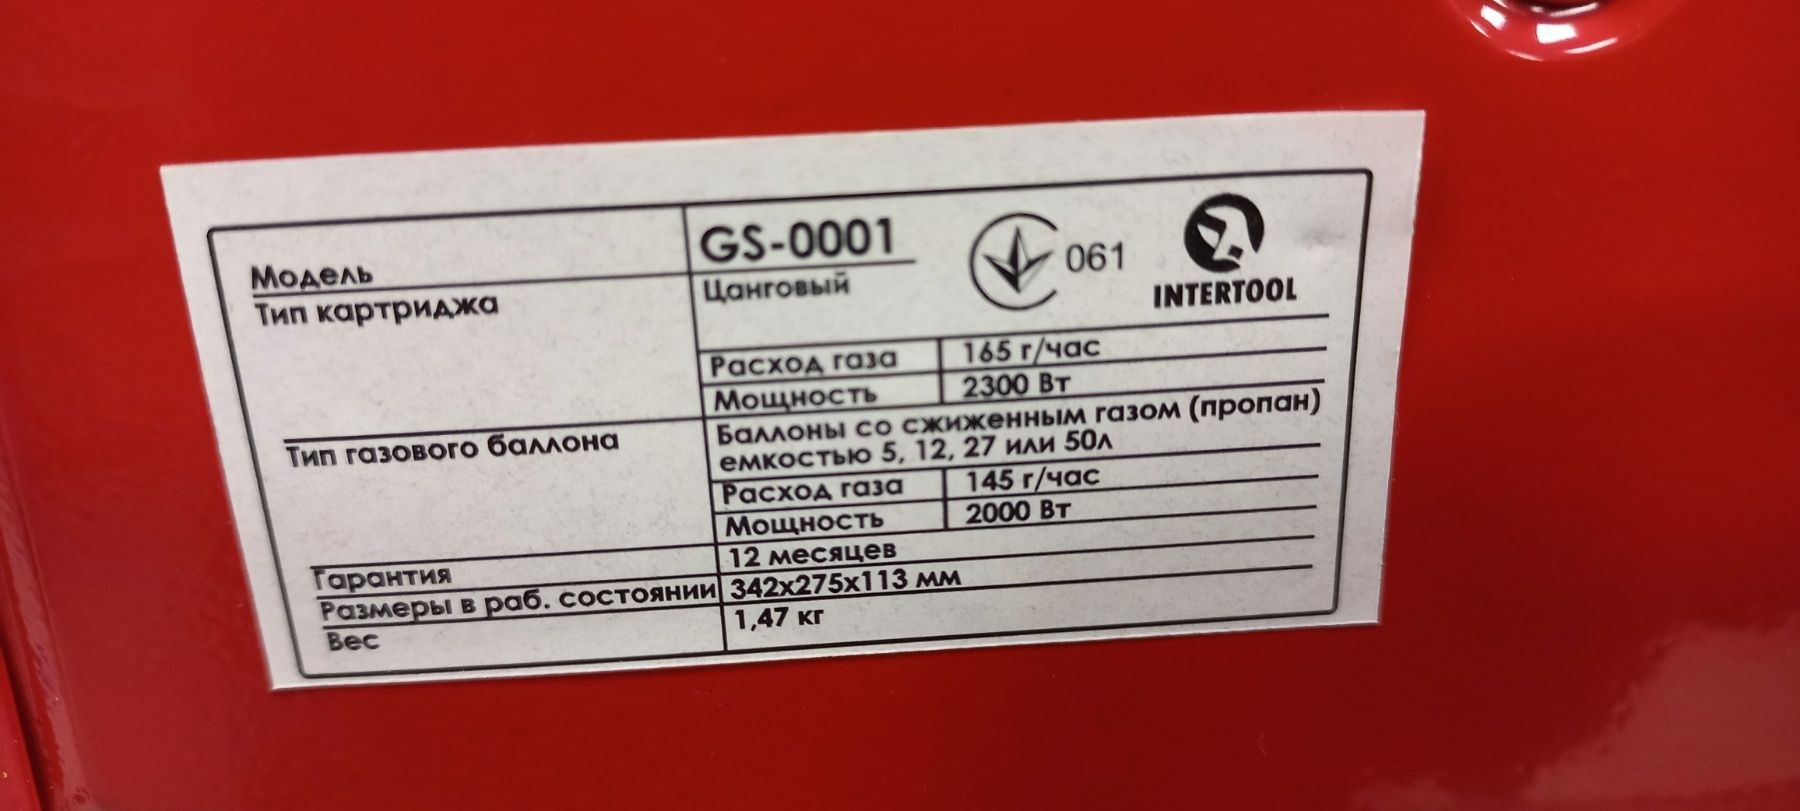 Модель GS-0001 061 INTERTOOL
Тип картриджа Цанговый
Расход газа 165 г/час
Мощность 2300 Вт
Тип газового баллона Баллоны со сжиженным газом (пропан)
емкостью 5, 12, 27 или 50л
Расход газа 145 г/час
Мощность 2000 Вт
Гарантия 12 месяцев
Размеры в раб. состоянии 342х275х113 мм
Вес 1,47 кг